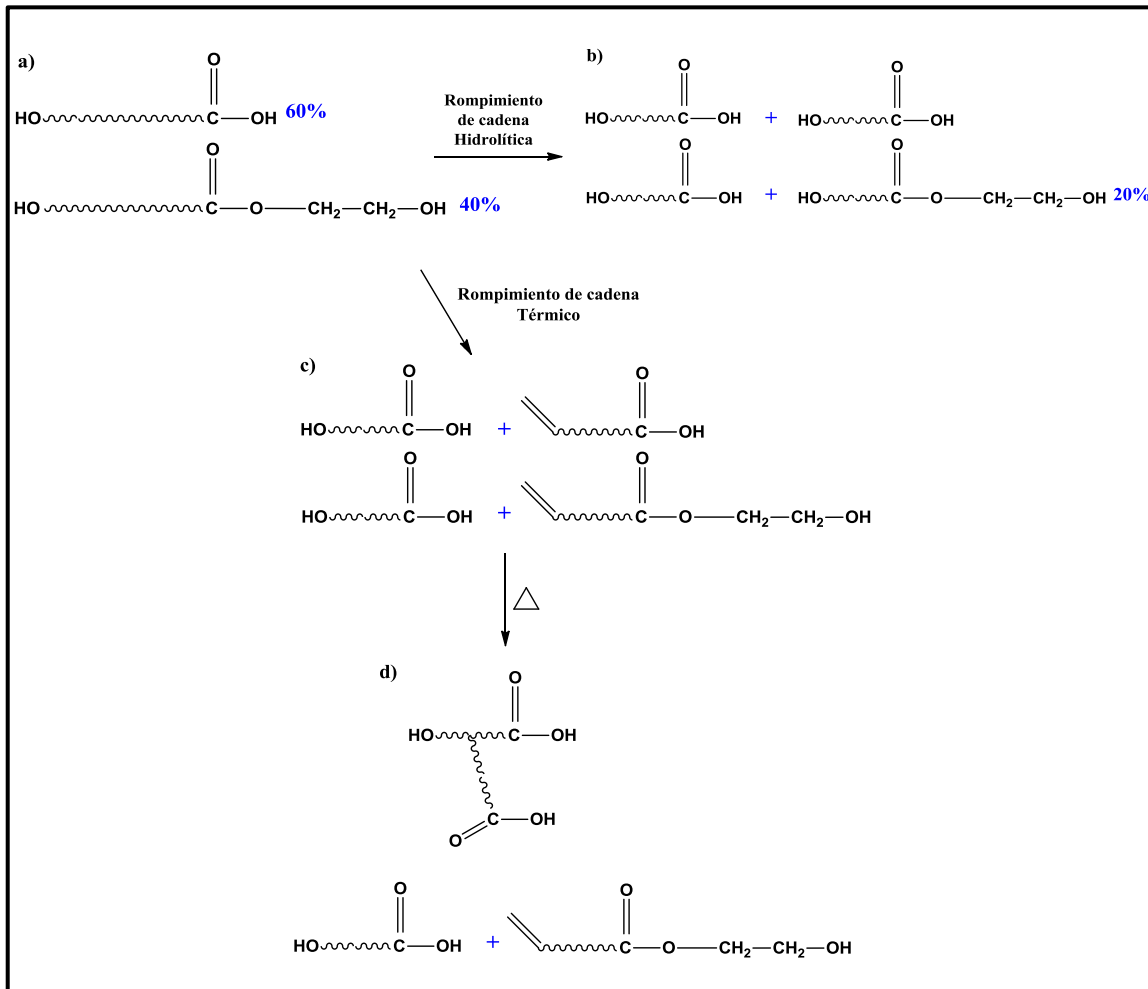 a)
O
HO C OH 60%
O
HO C O CH2 CH2 OH 40%
Rompimiento
de cadena
Hidrolítica
b)
O O
HO C OH + HO C OH
O O
HO C OH + HO C O CH2 CH2 OH 20%
Rompimiento de cadena
Térmico
c)
O O
HO C OH + C OH
O O
HO C OH + C O CH2 CH2 OH
d)
O
HO C OH
O C OH
O O
HO C OH + C O CH2 CH2 OH